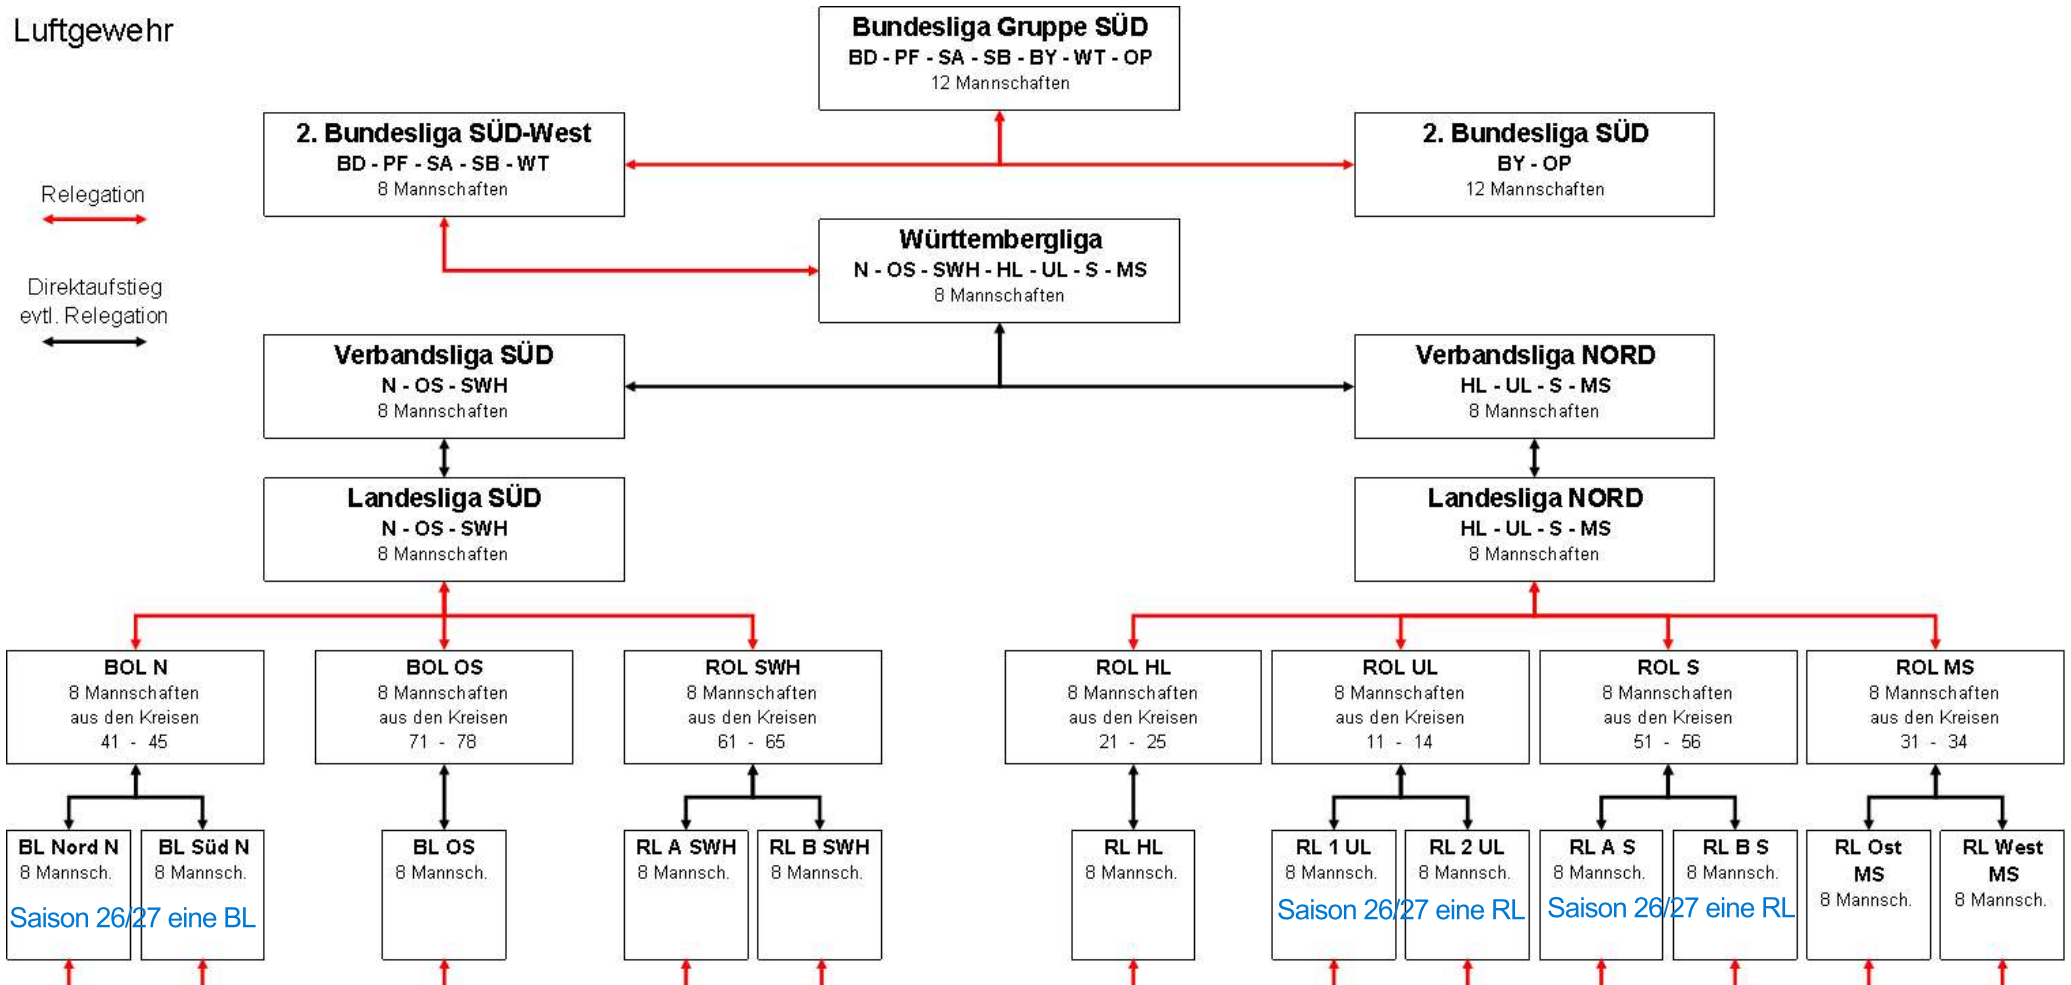 Luftgewehr
Bundesliga Gruppe SÜD
BD - PF - SA - SB - BY - WT - OP
12 Mannschaften
2. Bundesliga SÜD-West
BD - PF - SA - SB - WT
8 Mannschaften
2. Bundesliga SÜD
BY - OP
12 Mannschaften
Relegation
Direktaufstieg
evtl. Relegation
Württembergliga
N - OS - SWH - HL - UL - S - MS
8 Mannschaften
Verbandsliga SÜD
N - OS - SWH
8 Mannschaften
Verbandsliga NORD
HL - UL - S - MS
8 Mannschaften
Landesliga SÜD
N - OS - SWH
8 Mannschaften
Landesliga NORD
HL - UL - S - MS
8 Mannschaften
BOL N
8 Mannschaften
aus den Kreisen
41 - 45
BOL OS
8 Mannschaften
aus den Kreisen
71 - 78
ROL SWH
8 Mannschaften
aus den Kreisen
61 - 65
ROL HL
8 Mannschaften
aus den Kreisen
21 - 25
ROL UL
8 Mannschaften
aus den Kreisen
11 - 14
ROL S
8 Mannschaften
aus den Kreisen
51 - 56
ROL MS
8 Mannschaften
aus den Kreisen
31 - 34
BL Nord N
8 Mannsch.
BL Süd N
8 Mannsch.
Saison 26/27 eine BL
BL OS
8 Mannsch.
RL A SWH
8 Mannsch.
RL B SWH
8 Mannsch.
RL HL
8 Mannsch.
RL 1 UL
8 Mannsch.
RL 2 UL
8 Mannsch.
Saison 26/27 eine RL
RL A S
8 Mannsch.
RL B S
8 Mannsch.
Saison 26/27 eine RL
RL Ost
MS
8 Mannsch.
RL West
MS
8 Mannsch.